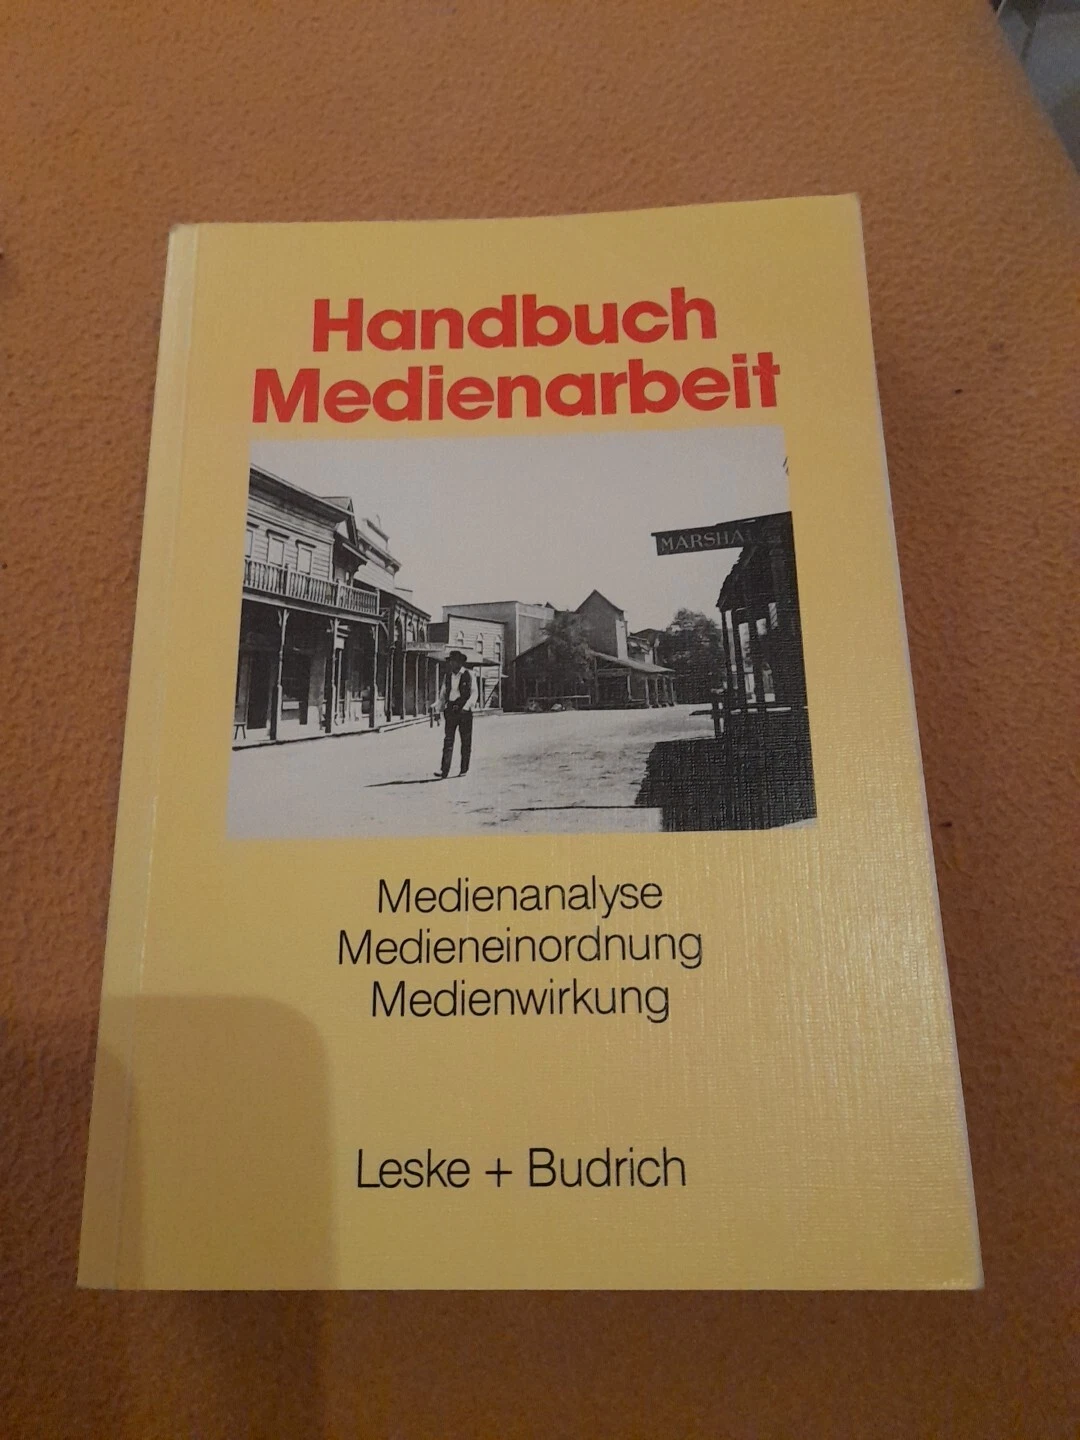 Handbuch
Medienarbeit
MARSHA
Medienanalyse
Medieneinordnung
Medienwirkung
Leske + Budrich